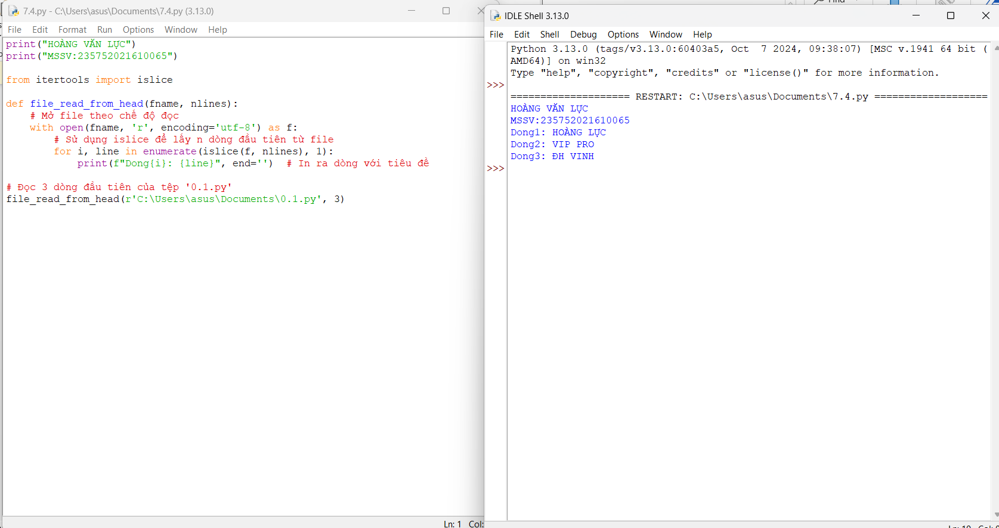 7.4.py - C:\Users\asus\Documents\7.4.py (3.13.0)
File Edit Format Run Options Window Help
print("HOÀNG VĂN LỰC")
print("MSSV:235752021610065")
from itertools import islice
def file_read_from_head(fname, nlines):
# Mở file theo chế độ đọc
with open(fname, 'r', encoding='utf-8') as f:
# Sử dụng islice để lấy n dòng đầu tiên từ file
for i, line in enumerate(islice(f, nlines), 1):
print(f"Dong{i}: {line}", end='') # In ra dòng với tiêu đề
# Đọc 3 dòng đầu tiên của tệp '0.1.py'
file_read_from_head(r'C:\Users\asus\Documents\0.1.py', 3)
Ln: 1 Col:
IDLE Shell 3.13.0
File Edit Shell Debug Options Window Help
Python 3.13.0 (tags/v3.13.0:60403a5, Oct  7 2024, 09:38:07) [MSC v.1941 64 bit (
AMD64)] on win32
Type "help", "copyright", "credits" or "license()" for more information.
>>>
==================== RESTART: C:\Users\asus\Documents\7.4.py ===================
HOÀNG VĂN LỰC
MSSV:235752021610065
Dong1: HOÀNG LỰC
Dong2: VIP PRO
Dong3: ĐH VINH
>>>